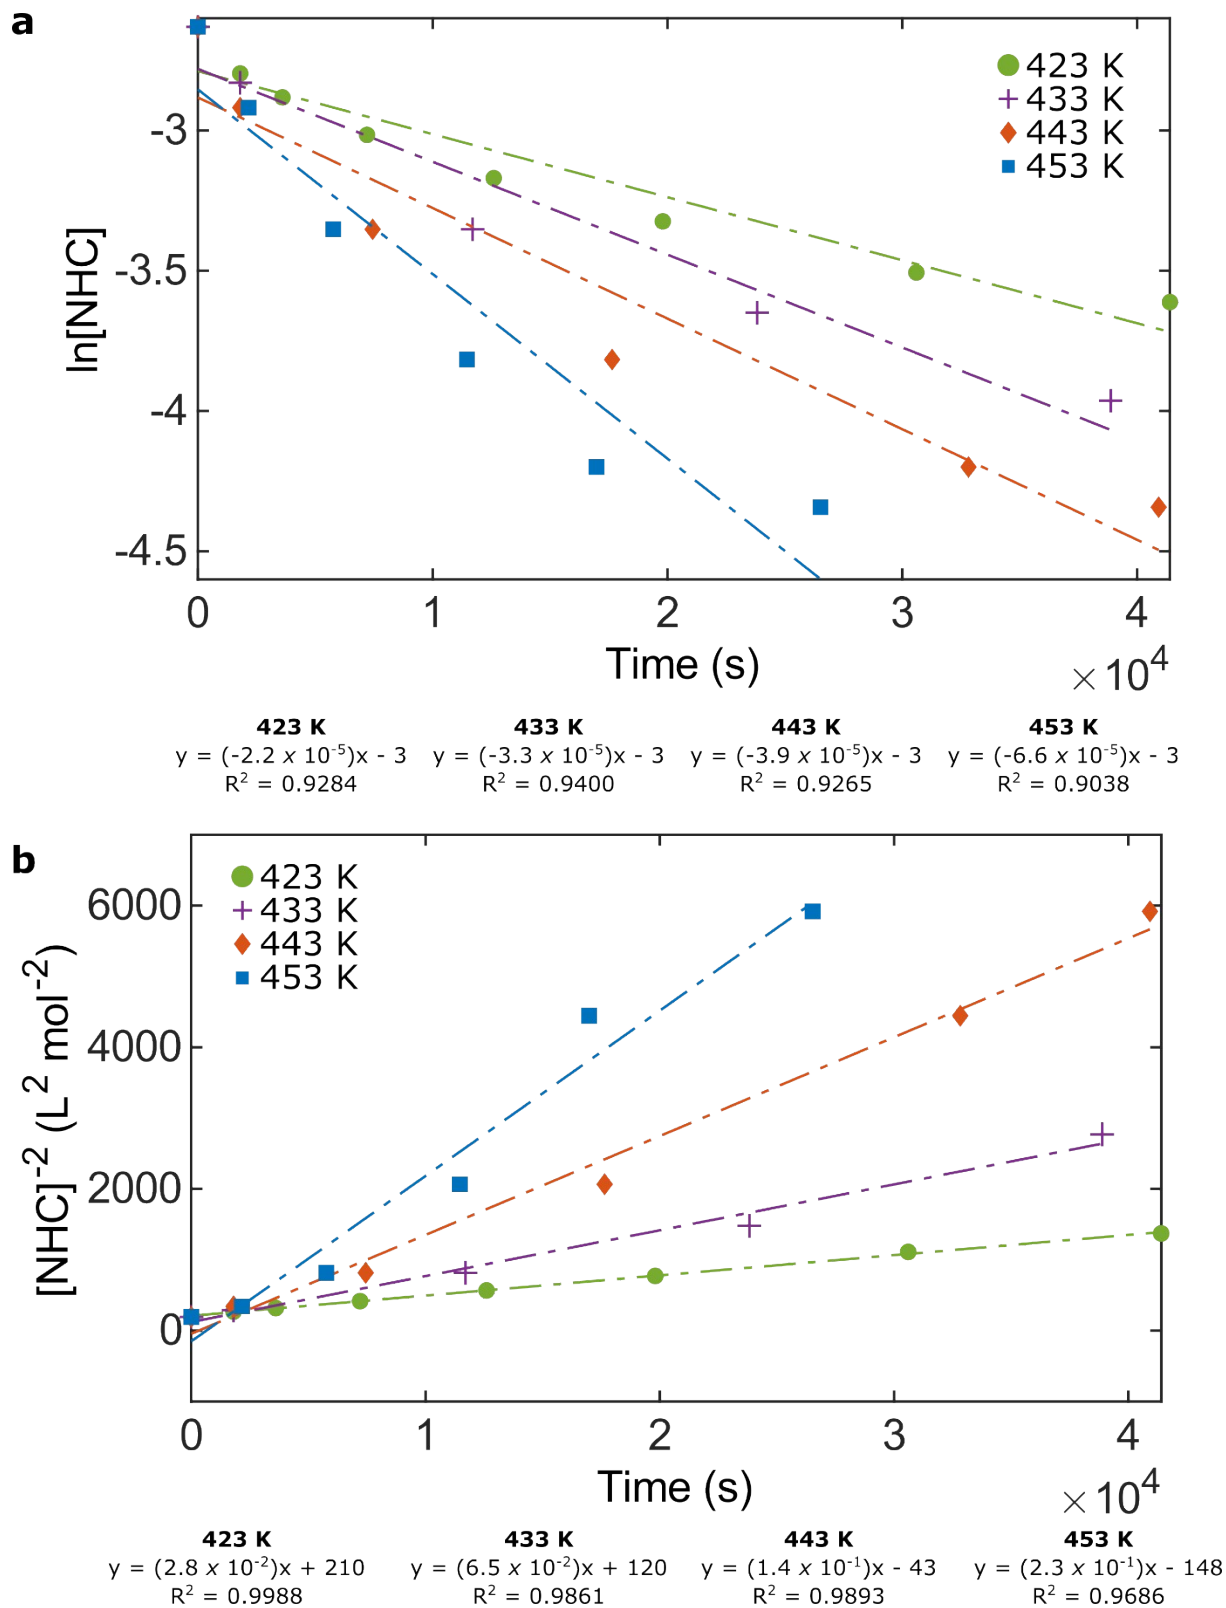 a
423 K
433 K
443 K
453 K
-3
-3.5
-4
-4.5
ln[NHC]
0 1 2 3 4
Time (s)
× 10⁴
423 K 433 K 443 K 453 K
y = (-2.2 x 10⁻⁵)x - 3 y = (-3.3 x 10⁻⁵)x - 3 y = (-3.9 x 10⁻⁵)x - 3 y = (-6.6 x 10⁻⁵)x - 3
R² = 0.9284 R² = 0.9400 R² = 0.9265 R² = 0.9038
b
423 K
433 K
443 K
453 K
6000
4000
2000
0
[NHC]⁻² (L² mol⁻²)
0 1 2 3 4
Time (s)
× 10⁴
423 K 433 K 443 K 453 K
y = (2.8 x 10⁻²)x + 210 y = (6.5 x 10⁻²)x + 120 y = (1.4 x 10⁻¹)x - 43 y = (2.3 x 10⁻¹)x - 148
R² = 0.9988 R² = 0.9861 R² = 0.9893 R² = 0.9686